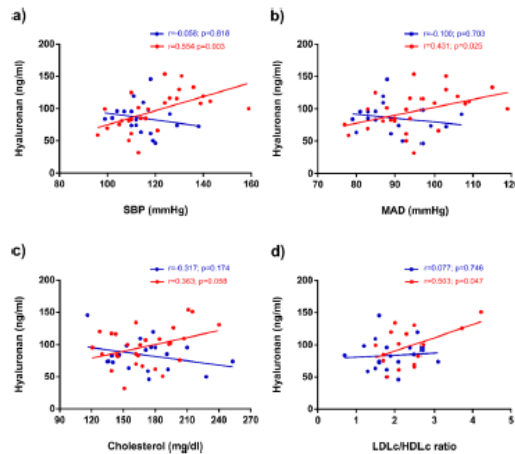 a)
r=-0.058; p=0.818
r=0.554 p=0.003
Hyaluronan (ng/ml)
200
150
100
50
0
80
100
120
140
160
SBP (mmHg)
b)
r=-0.100; p=0.703
r=0.431; p=0.025
Hyaluronan (ng/ml)
200
150
100
50
0
70
80
90
100
110
120
MAD (mmHg)
c)
r=-0.317; p=0.174
r=0.363; p=0.058
Hyaluronan (ng/ml)
200
150
100
50
0
90
120
150
180
210
240
270
Cholesterol (mg/dl)
d)
r=0.077; p=0.746
r=0.503; p=0.047
Hyaluronan (ng/ml)
200
150
100
50
0
0
1
2
3
4
5
LDLc/HDLc ratio